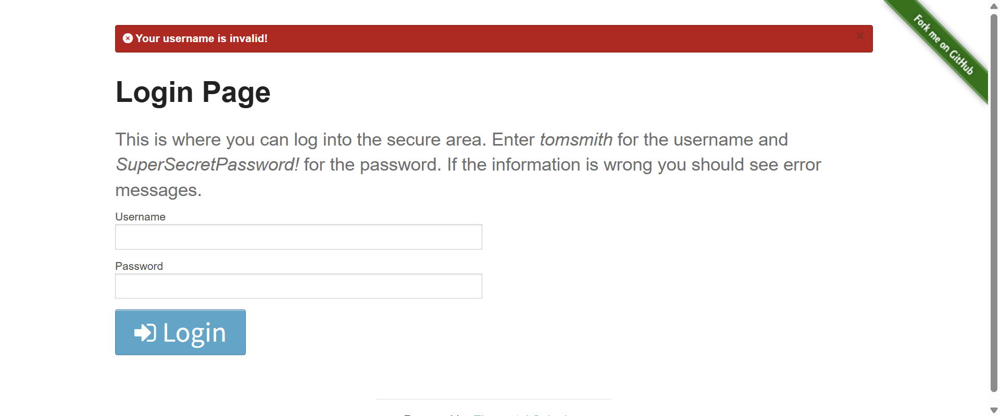 Your username is invalid!
Fork me on GitHub
Login Page
This is where you can log into the secure area. Enter tomsmith for the username and
SuperSecretPassword! for the password. If the information is wrong you should see error
messages.
Username
Password
Login